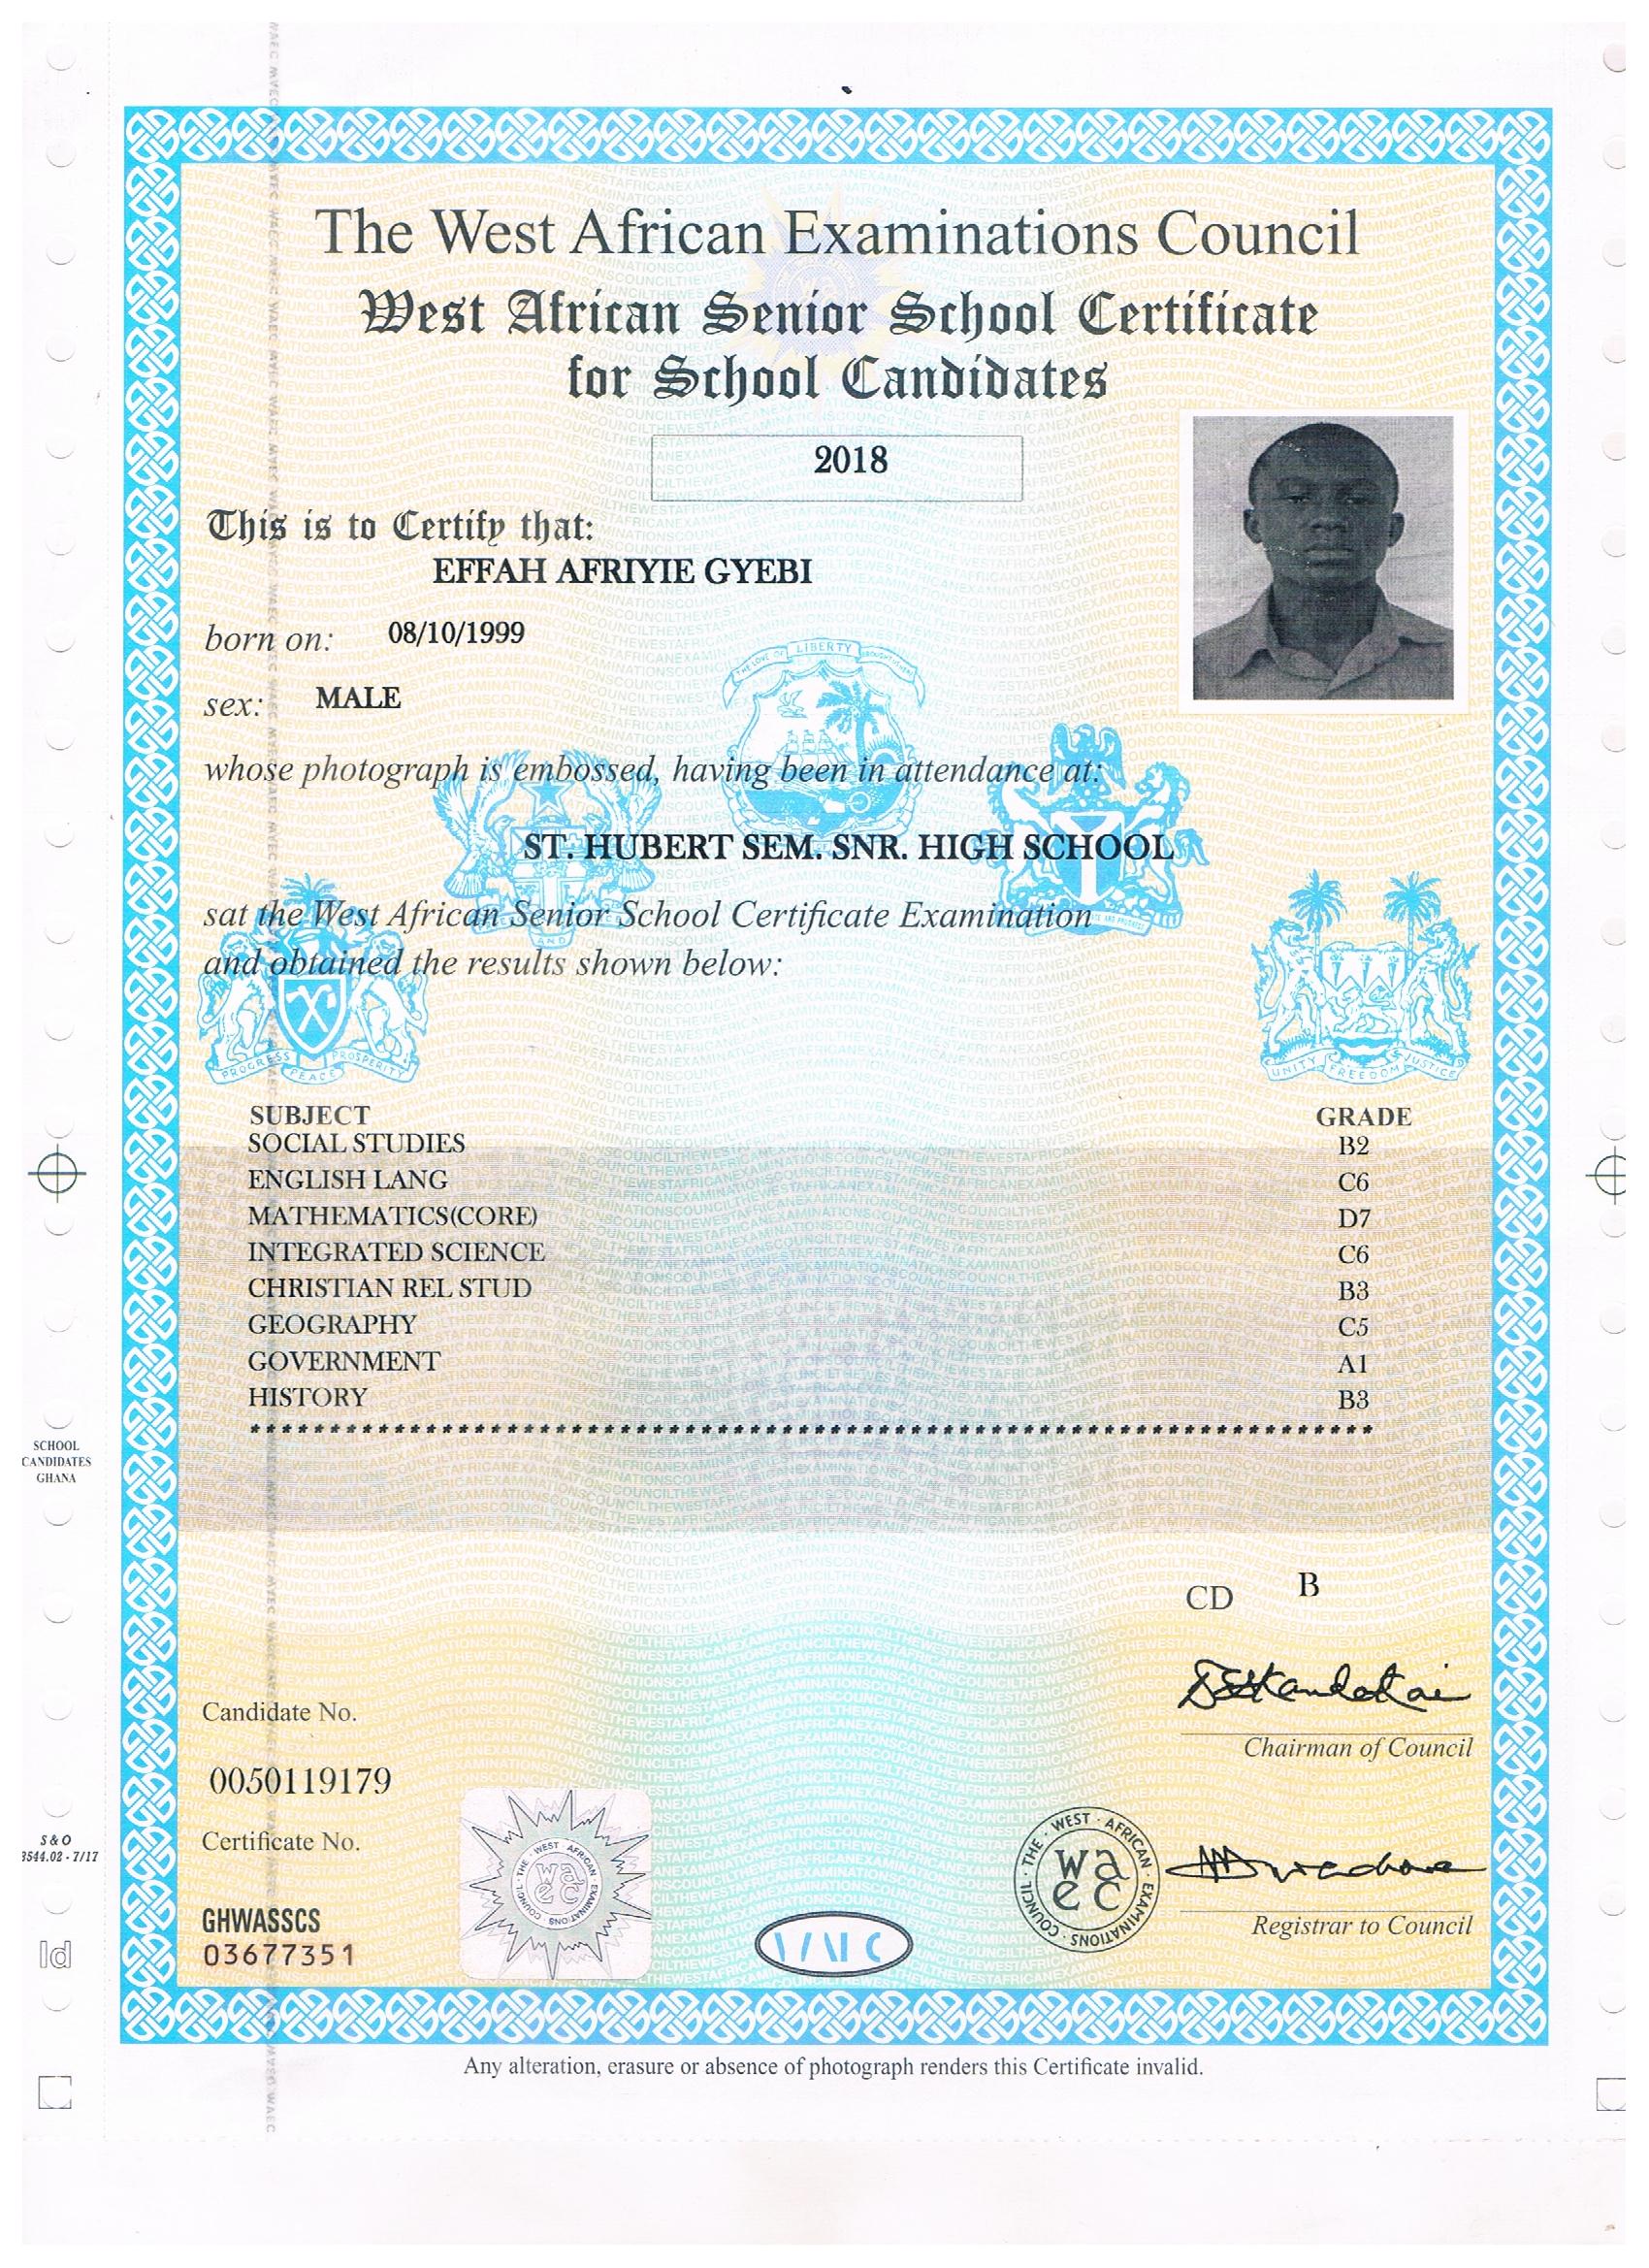 The West African Examinations Council
West African Senior School Certificate
for School Candidates
2018
This is to Certify that:
EFFAH AFRIYIE GYEBI
born on: 08/10/1999
sex: MALE
whose photograph is embossed, having been in attendance at:
LIBERTY
ST. HUBERT SEM. SNR. HIGH SCHOOL
sat the West African Senior School Certificate Examination
and obtained the results shown below:
PROGRESS PEACE PROSPERITY
UNITY FREEDOM JUSTICE
SUBJECT GRADE
SOCIAL STUDIES B2
ENGLISH LANG C6
MATHEMATICS(CORE) D7
INTEGRATED SCIENCE C6
CHRISTIAN REL STUD B3
GEOGRAPHY C5
GOVERNMENT A1
HISTORY B3
SCHOOL
CANDIDATES
GHANA
CD B
Candidate No.
Chairman of Council
0050119179
S & O
3544.02 - 7/17
Certificate No.
THE · WEST · AFRICAN EXAMINATIONS · COUNCIL ·
waec
THE · WEST · AFRICAN EXAMINATIONS · COUNCIL ·
waec
GHWASSCS
03677351
Registrar to Council
Id
Any alteration, erasure or absence of photograph renders this Certificate invalid.